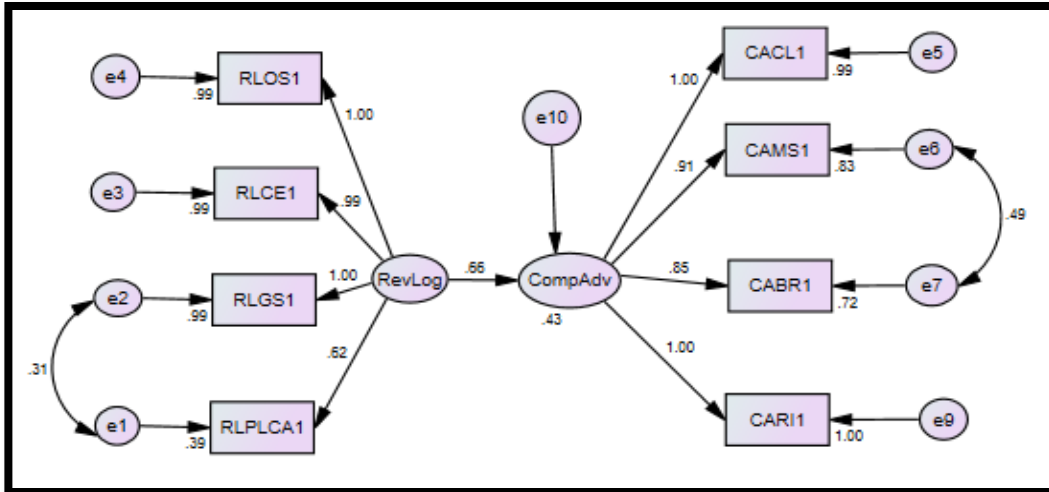 e4
.99
RLOS1
1.00
e3
.99
RLCE1
.99
e2
.99
RLGS1
1.00
.31
e1
.39
RLPLCA1
.62
RevLog
.66
e10
CompAdv
.43
1.00
CACL1
.99
e5
.91
CAMS1
.83
e6
.49
.85
CABR1
.72
e7
1.00
CARI1
1.00
e9